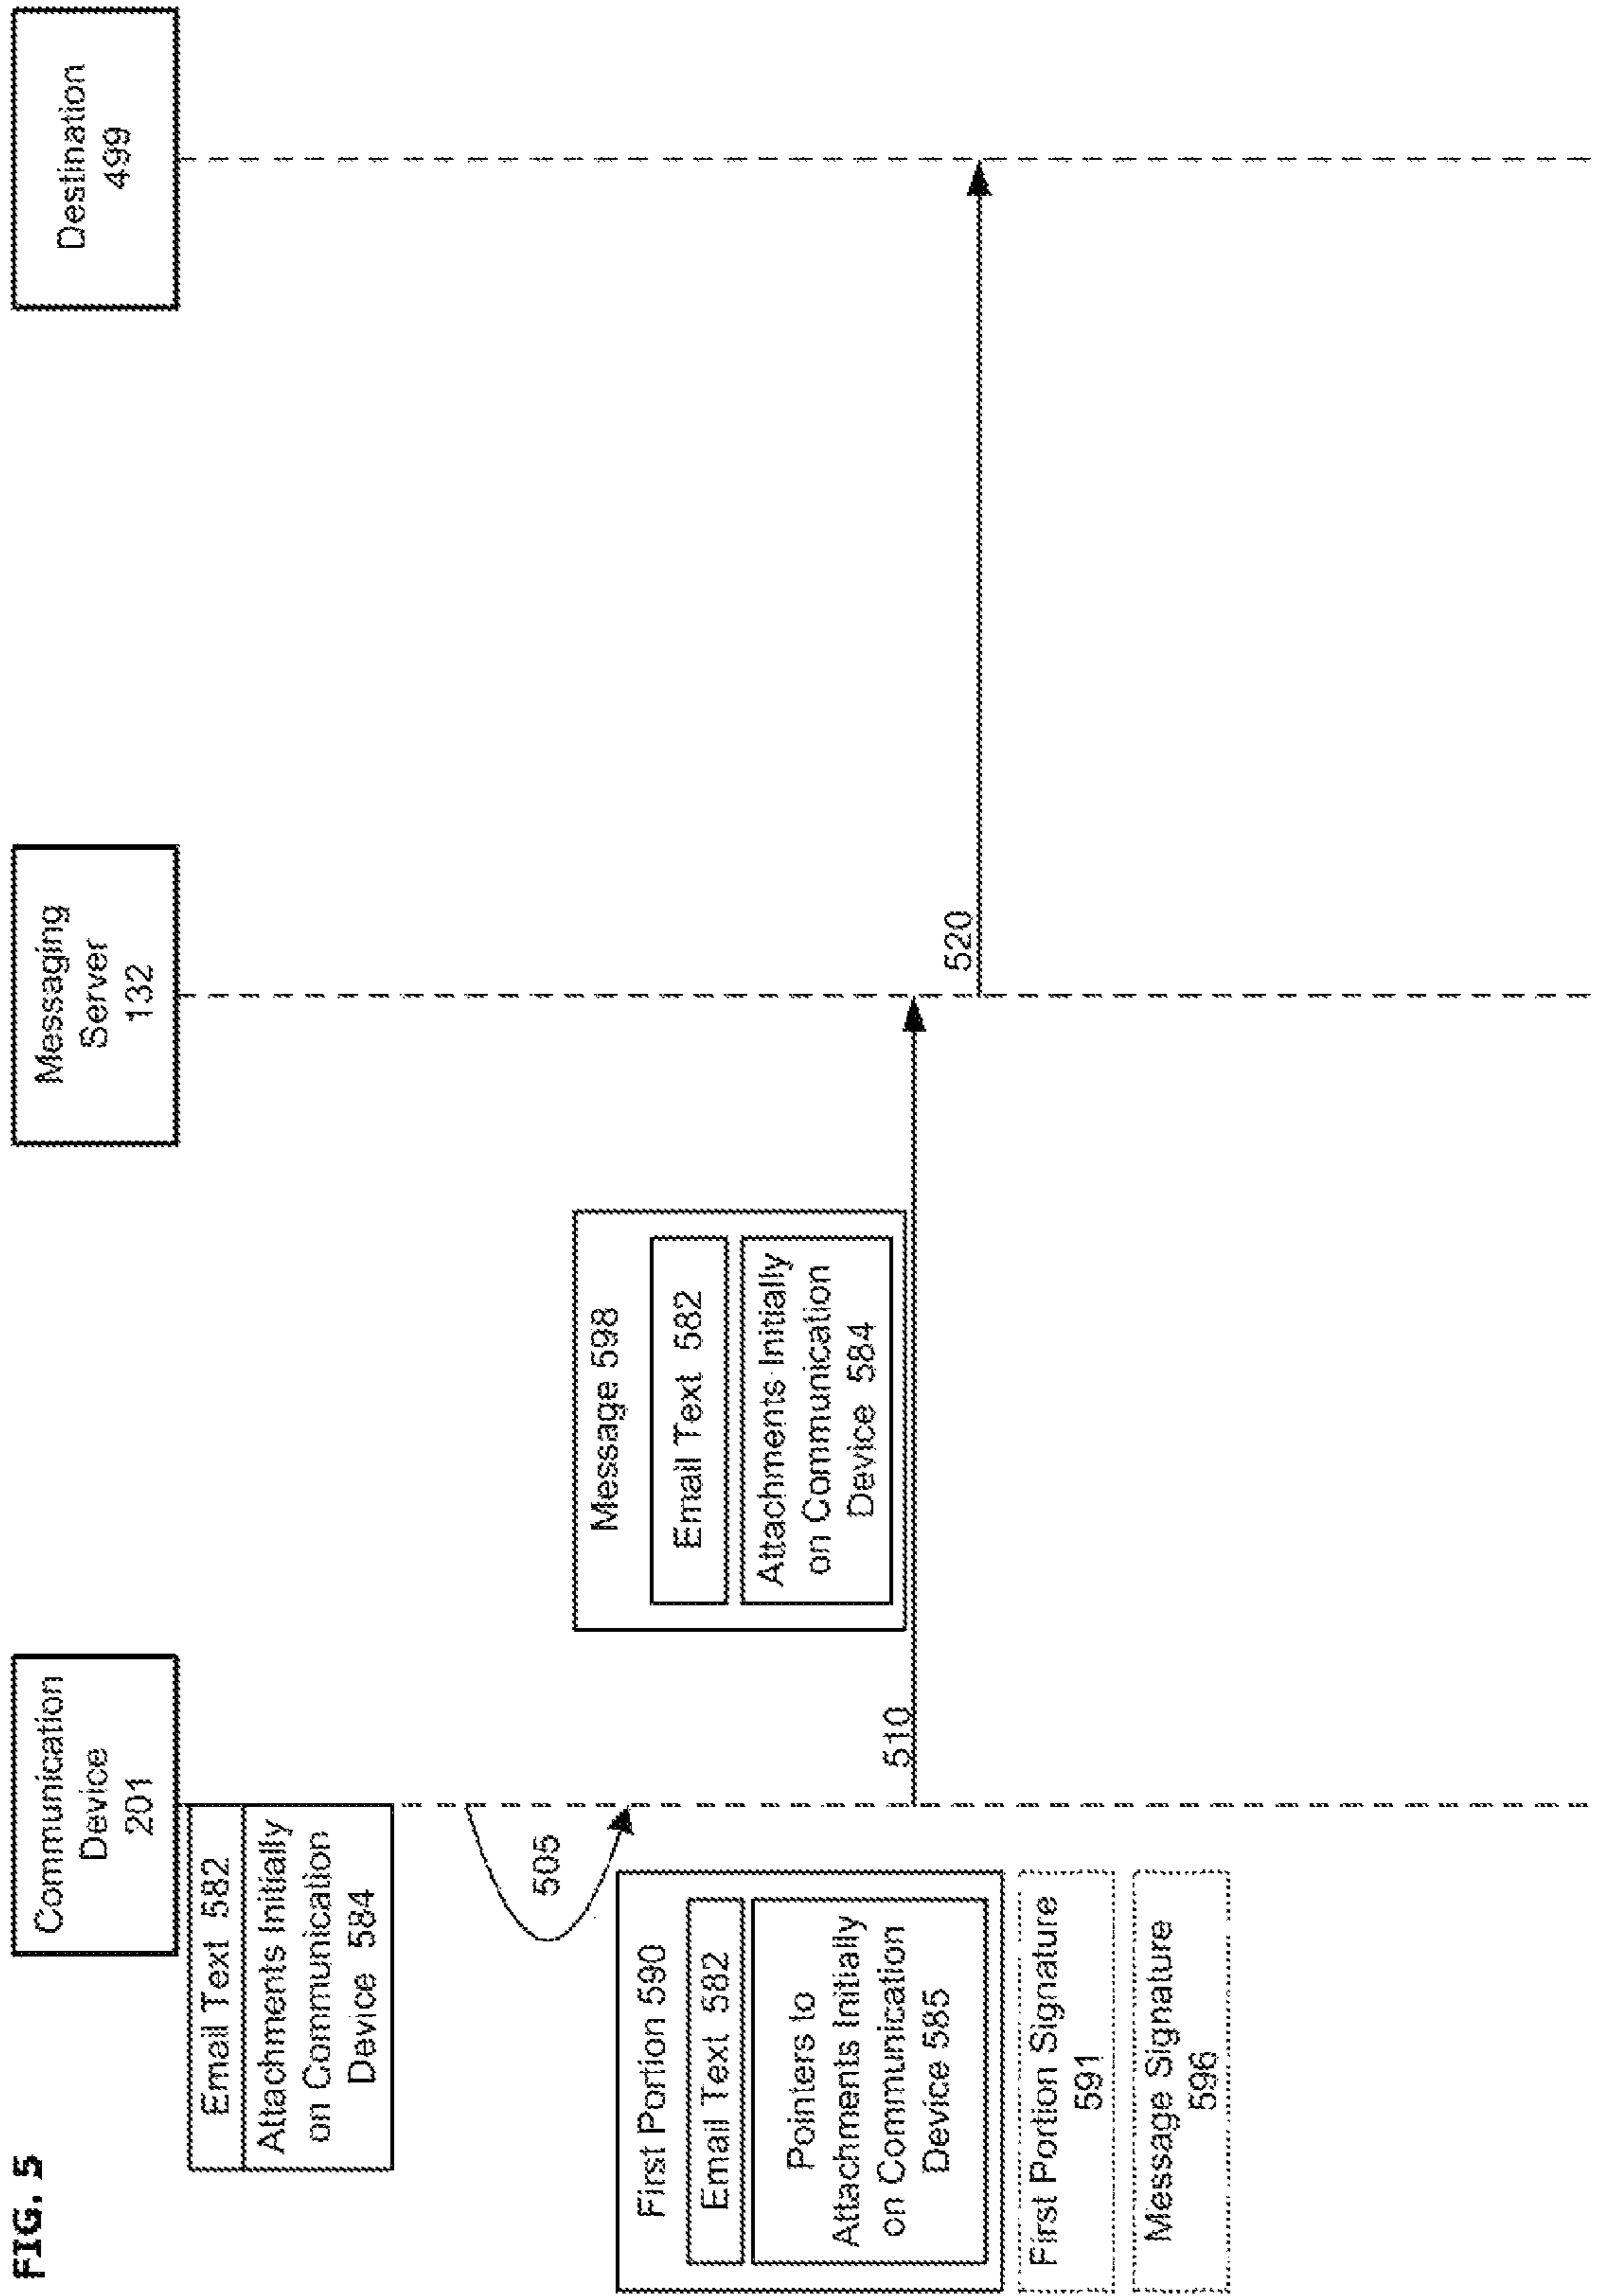 FIG. 5
Communication
Device
201
Messaging
Server
132
Destination
499
Email Text 582
Attachments Initially
on Communication
Device 584
505
First Portion 590
Email Text 582
Pointers to
Attachments Initially
on Communication
Device 585
First Portion Signature
591
Message Signature
596
Message 598
Email Text 582
Attachments Initially
on Communication
Device 584
510
520